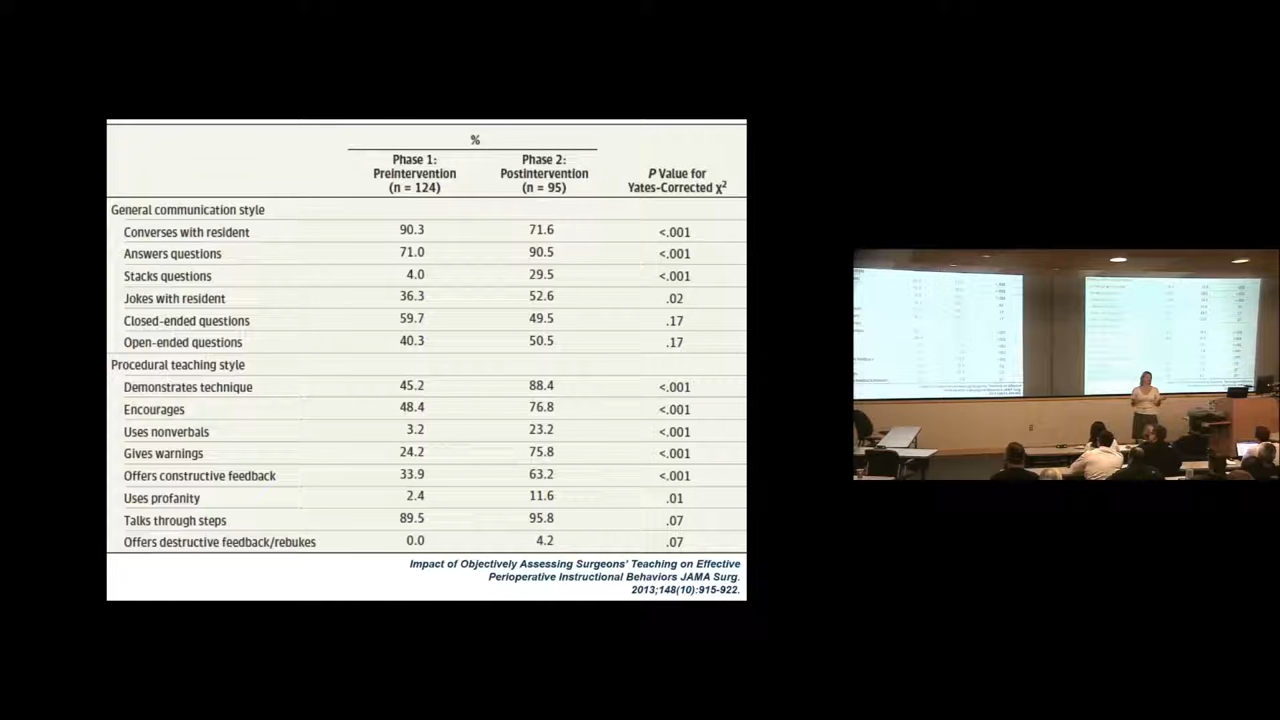 %
Phase 1: Preintervention (n = 124) Phase 2: Postintervention (n = 95) P Value for Yates-Corrected χ²
General communication style
Converses with resident 90.3 71.6 <.001
Answers questions 71.0 90.5 <.001
Stacks questions 4.0 29.5 <.001
Jokes with resident 36.3 52.6 .02
Closed-ended questions 59.7 49.5 .17
Open-ended questions 40.3 50.5 .17
Procedural teaching style
Demonstrates technique 45.2 88.4 <.001
Encourages 48.4 76.8 <.001
Uses nonverbals 3.2 23.2 <.001
Gives warnings 24.2 75.8 <.001
Offers constructive feedback 33.9 63.2 <.001
Uses profanity 2.4 11.6 .01
Talks through steps 89.5 95.8 .07
Offers destructive feedback/rebukes 0.0 4.2 .07
Impact of Objectively Assessing Surgeons' Teaching on Effective
Perioperative Instructional Behaviors JAMA Surg.
2013;148(10):915-922.